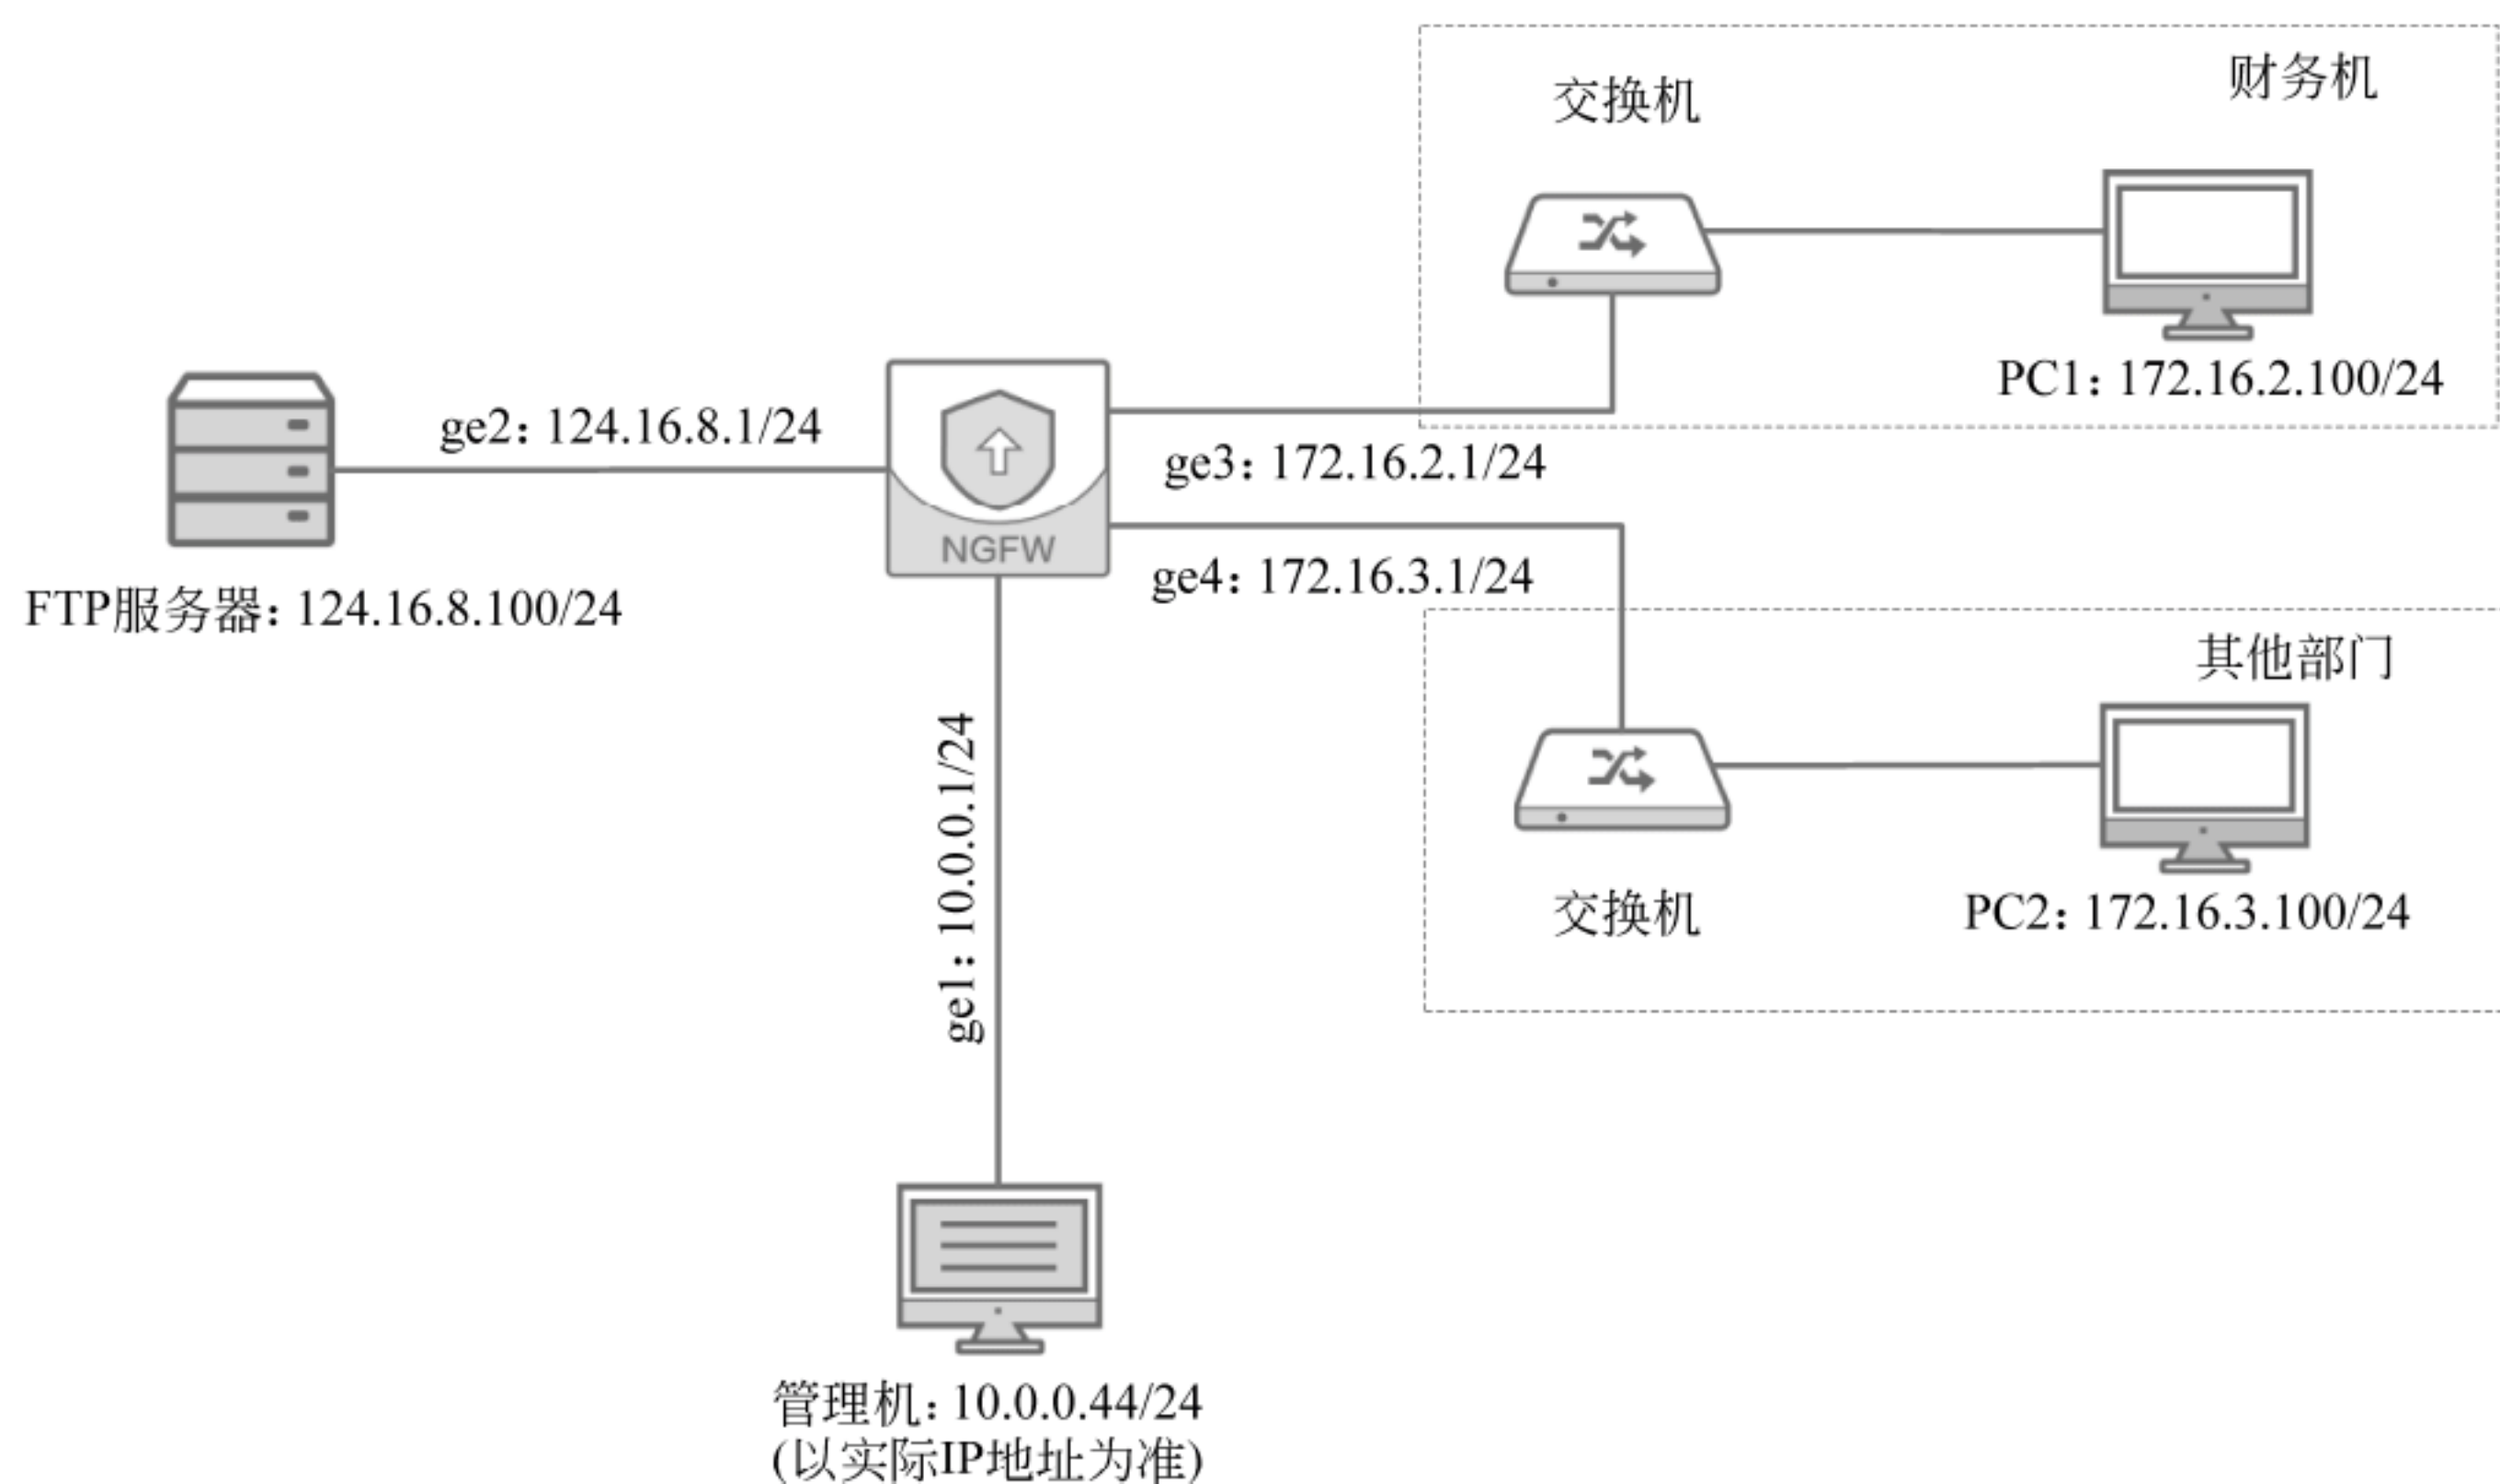 财务机
交换机
PC1：172.16.2.100/24
ge2：124.16.8.1/24
ge3：172.16.2.1/24
NGFW
ge4：172.16.3.1/24
FTP服务器：124.16.8.100/24
其他部门
ge1：10.0.0.1/24
交换机
PC2：172.16.3.100/24
管理机：10.0.0.44/24
(以实际IP地址为准)